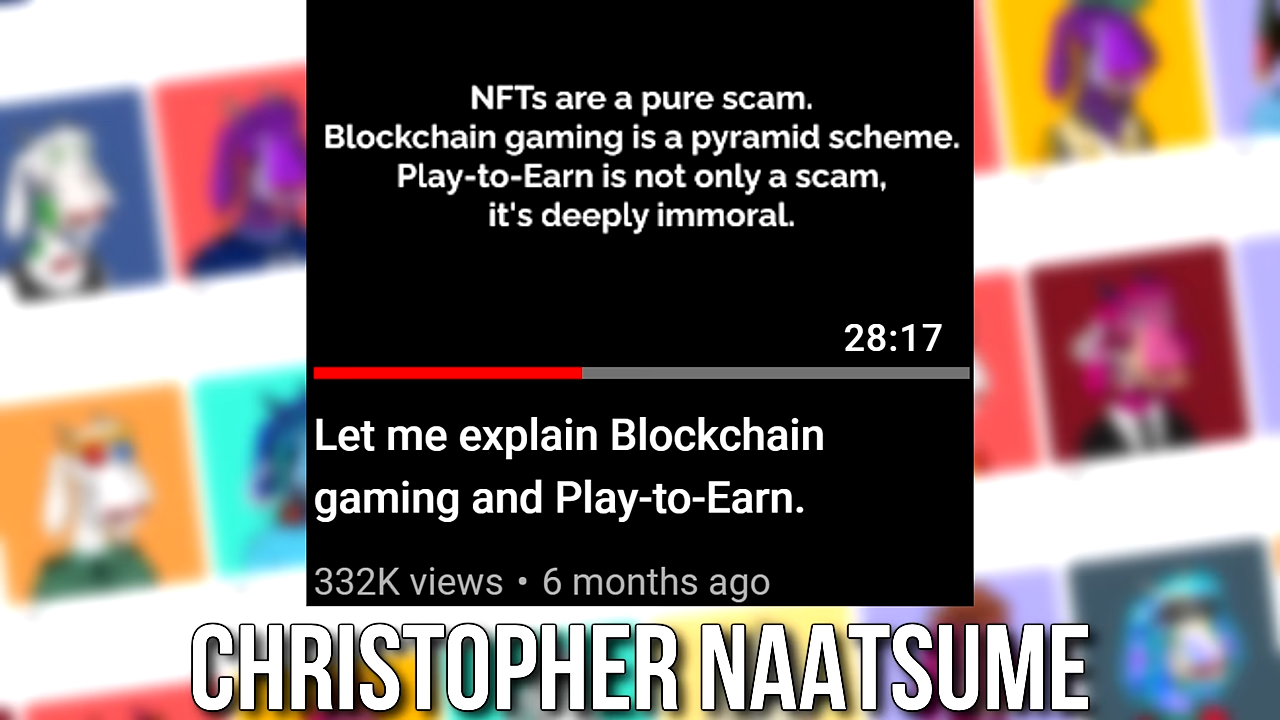 NFTs are a pure scam.
Blockchain gaming is a pyramid scheme.
Play-to-Earn is not only a scam,
it's deeply immoral.
28:17
Let me explain Blockchain
gaming and Play-to-Earn.
332K views • 6 months ago
CHRISTOPHER NAATSUME